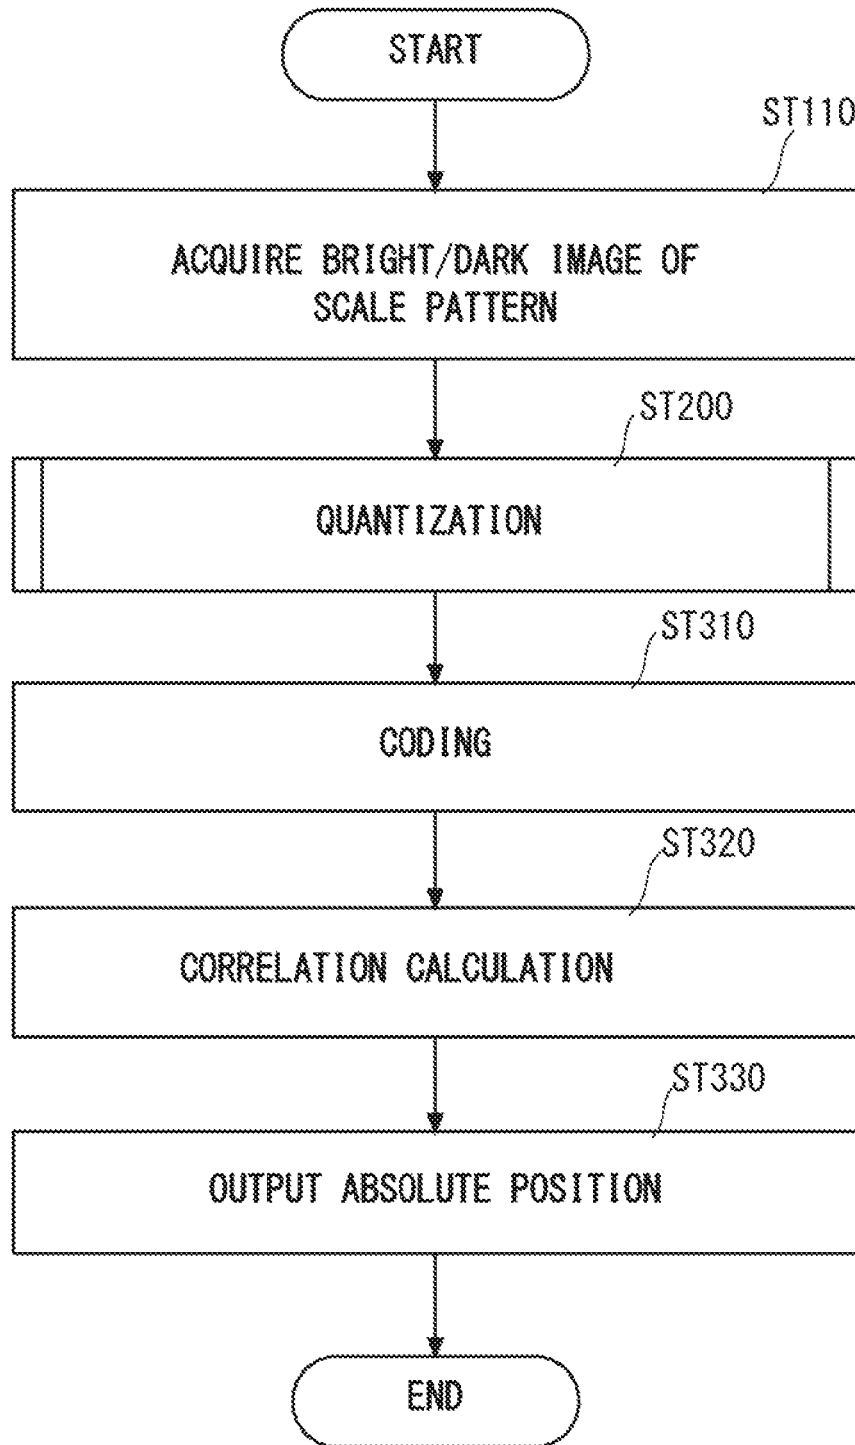 START
ST110
ACQUIRE BRIGHT/DARK IMAGE OF
SCALE PATTERN
ST200
QUANTIZATION
ST310
CODING
ST320
CORRELATION CALCULATION
ST330
OUTPUT ABSOLUTE POSITION
END